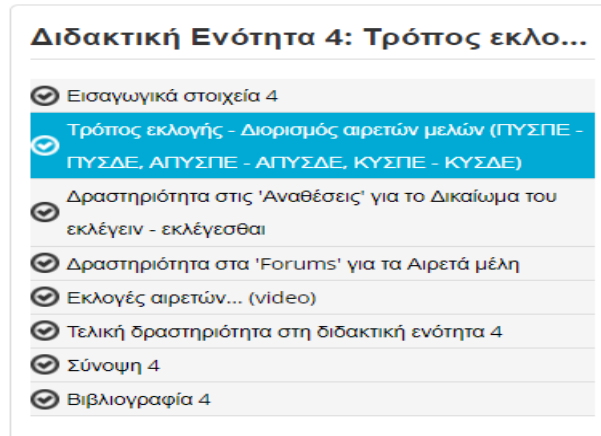 Διδακτική Ενότητα 4: Τρόπος εκλο...
Εισαγωγικά στοιχεία 4
Τρόπος εκλογής - Διορισμός αιρετών μελών (ΠΥΣΠΕ -
ΠΥΣΔΕ, ΑΠΥΣΠΕ - ΑΠΥΣΔΕ, ΚΥΣΠΕ - ΚΥΣΔΕ)
Δραστηριότητα στις 'Αναθέσεις' για το Δικαίωμα του
εκλέγειν - εκλέγεσθαι
Δραστηριότητα στα 'Forums' για τα Αιρετά μέλη
Εκλογές αιρετών... (video)
Τελική δραστηριότητα στη διδακτική ενότητα 4
Σύνοψη 4
Βιβλιογραφία 4